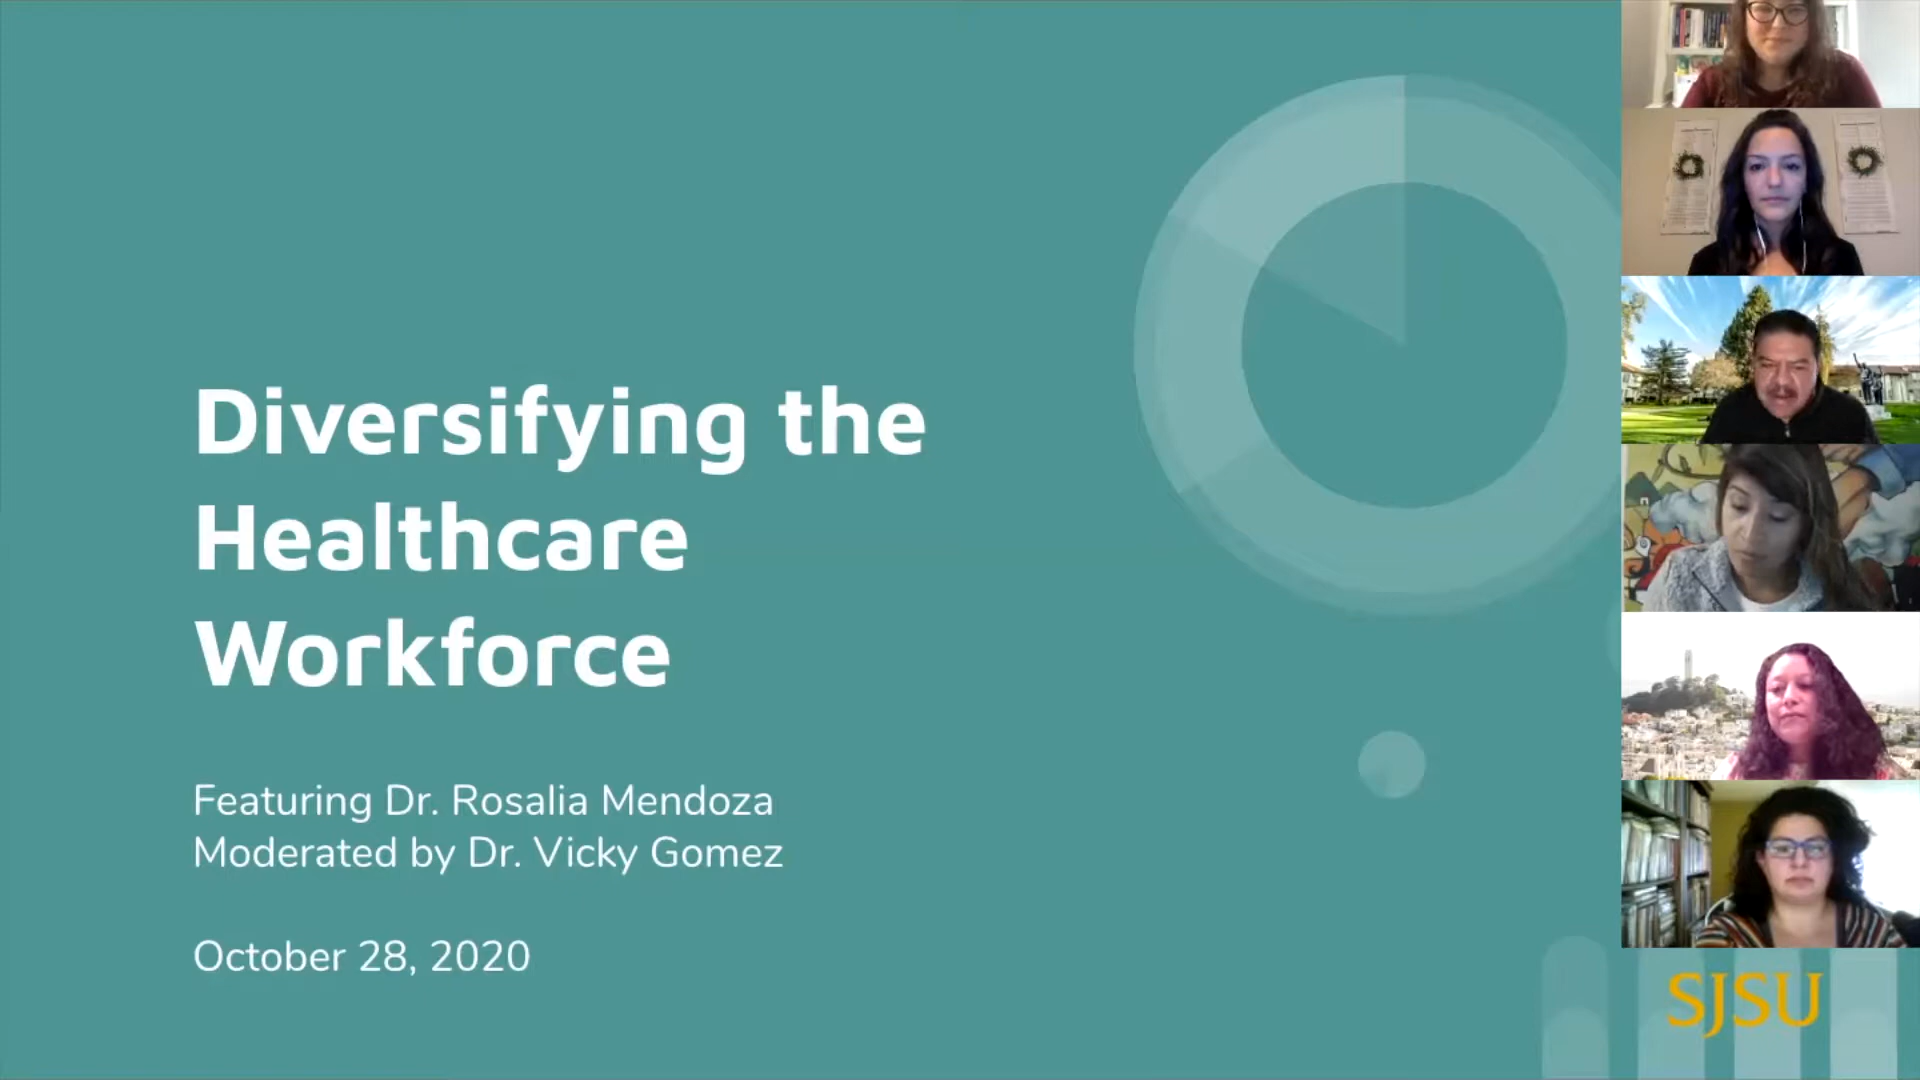 Diversifying the
Healthcare
Workforce
Featuring Dr. Rosalia Mendoza
Moderated by Dr. Vicky Gomez
October 28, 2020
SJSU